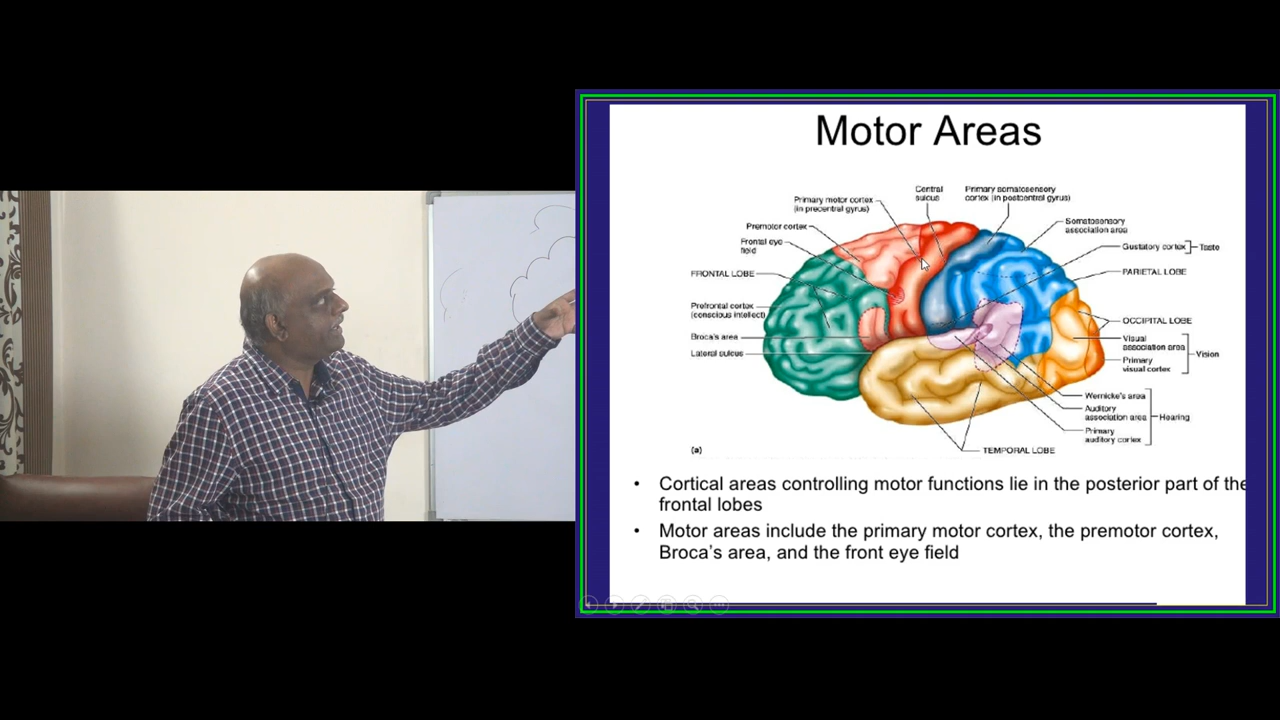 Motor Areas
Central
sulcus
Primary somatosensory
cortex (in postcentral gyrus)
Primary motor cortex
(in precentral gyrus)
Somatosensory
association area
Premotor cortex
Frontal eye
field
Gustatory cortex
Taste
FRONTAL LOBE
PARIETAL LOBE
Prefrontal cortex
(conscious intellect)
OCCIPITAL LOBE
Broca's area
Visual
association area
Vision
Lateral sulcus
Primary
visual cortex
Wernicke's area
Auditory
association area
Hearing
Primary
auditory cortex
(a)
TEMPORAL LOBE
• Cortical areas controlling motor functions lie in the posterior part of the
frontal lobes
• Motor areas include the primary motor cortex, the premotor cortex,
Broca's area, and the front eye field